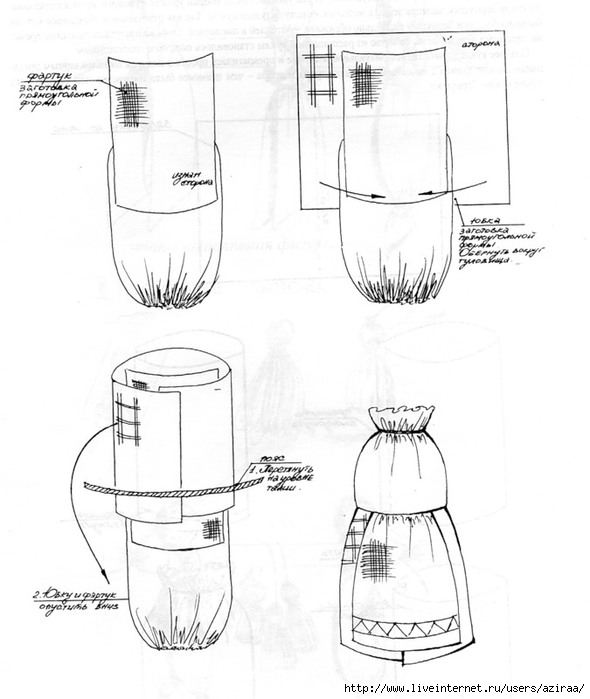 фартук
заготовка
прямоугольной
формы
изнан
сторона
сторона
юбка
заготовка
прямоугольной
формы
Обернуть вокруг
туловища.
пояс
1. Перетянуть
на уровне
талии.
2. Юбку и фартук
опустить вниз
http://www.liveinternet.ru/users/aziraa/